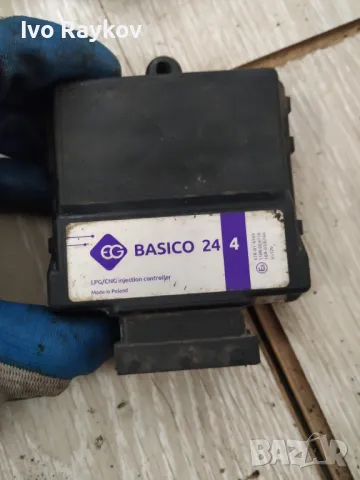 Ivo Raykov
EG BASICO 24 4
LPG/CNG injection controller
Made in Poland
BAZAR